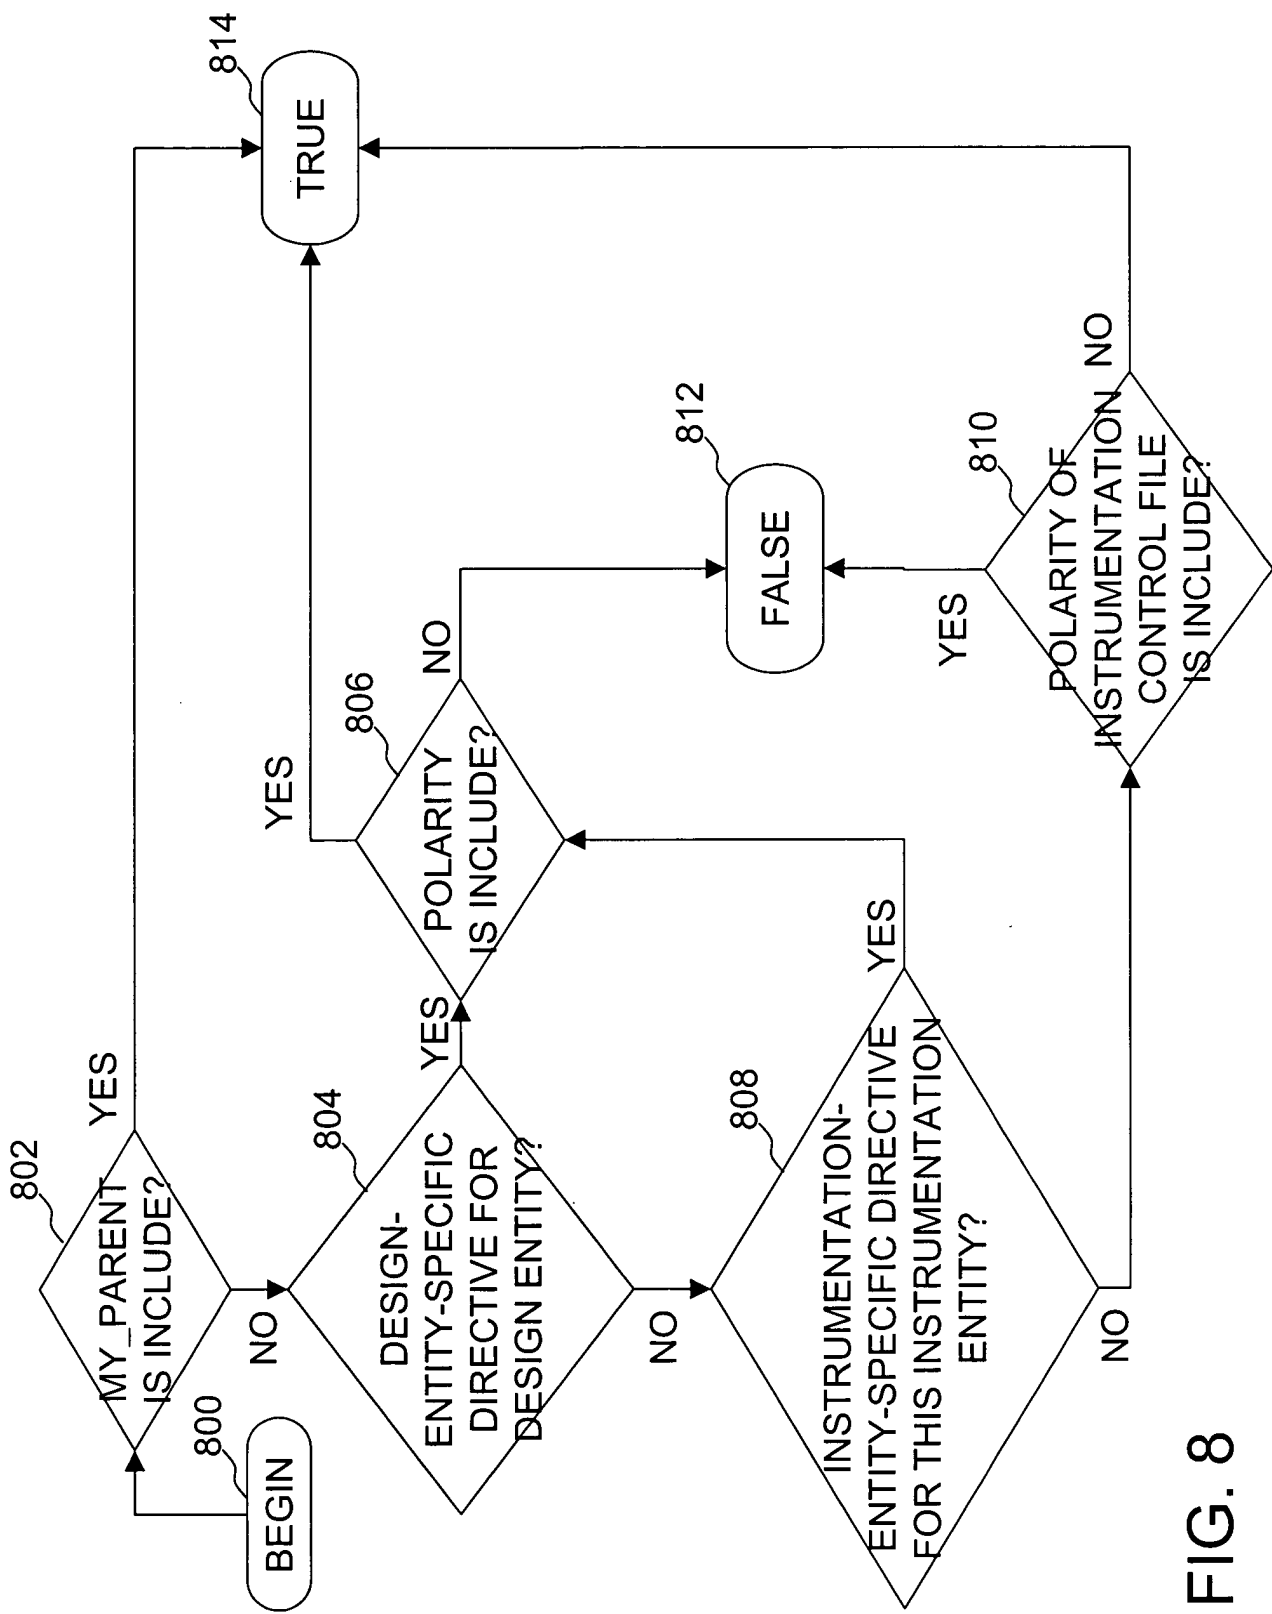 800
BEGIN
802
MY_PARENT
IS INCLUDE?
YES
NO
804
DESIGN-
ENTITY-SPECIFIC
DIRECTIVE FOR
DESIGN ENTITY?
YES
NO
806
POLARITY
IS INCLUDE?
YES
NO
808
INSTRUMENTATION-
ENTITY-SPECIFIC DIRECTIVE
FOR THIS INSTRUMENTATION
ENTITY?
YES
NO
810
POLARITY OF
INSTRUMENTATION
CONTROL FILE
IS INCLUDE?
YES
NO
812
FALSE
814
TRUE
FIG. 8